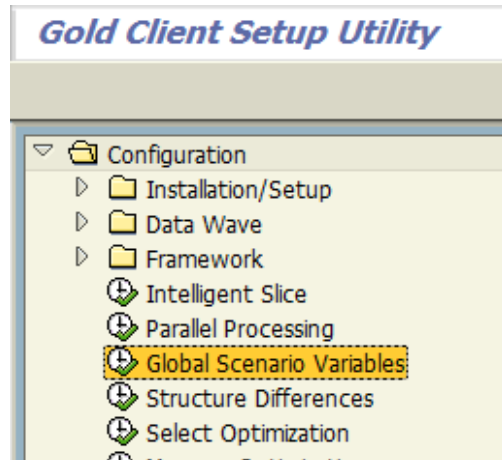 Gold Client Setup Utility
Configuration
Installation/Setup
Data Wave
Framework
Intelligent Slice
Parallel Processing
Global Scenario Variables
Structure Differences
Select Optimization